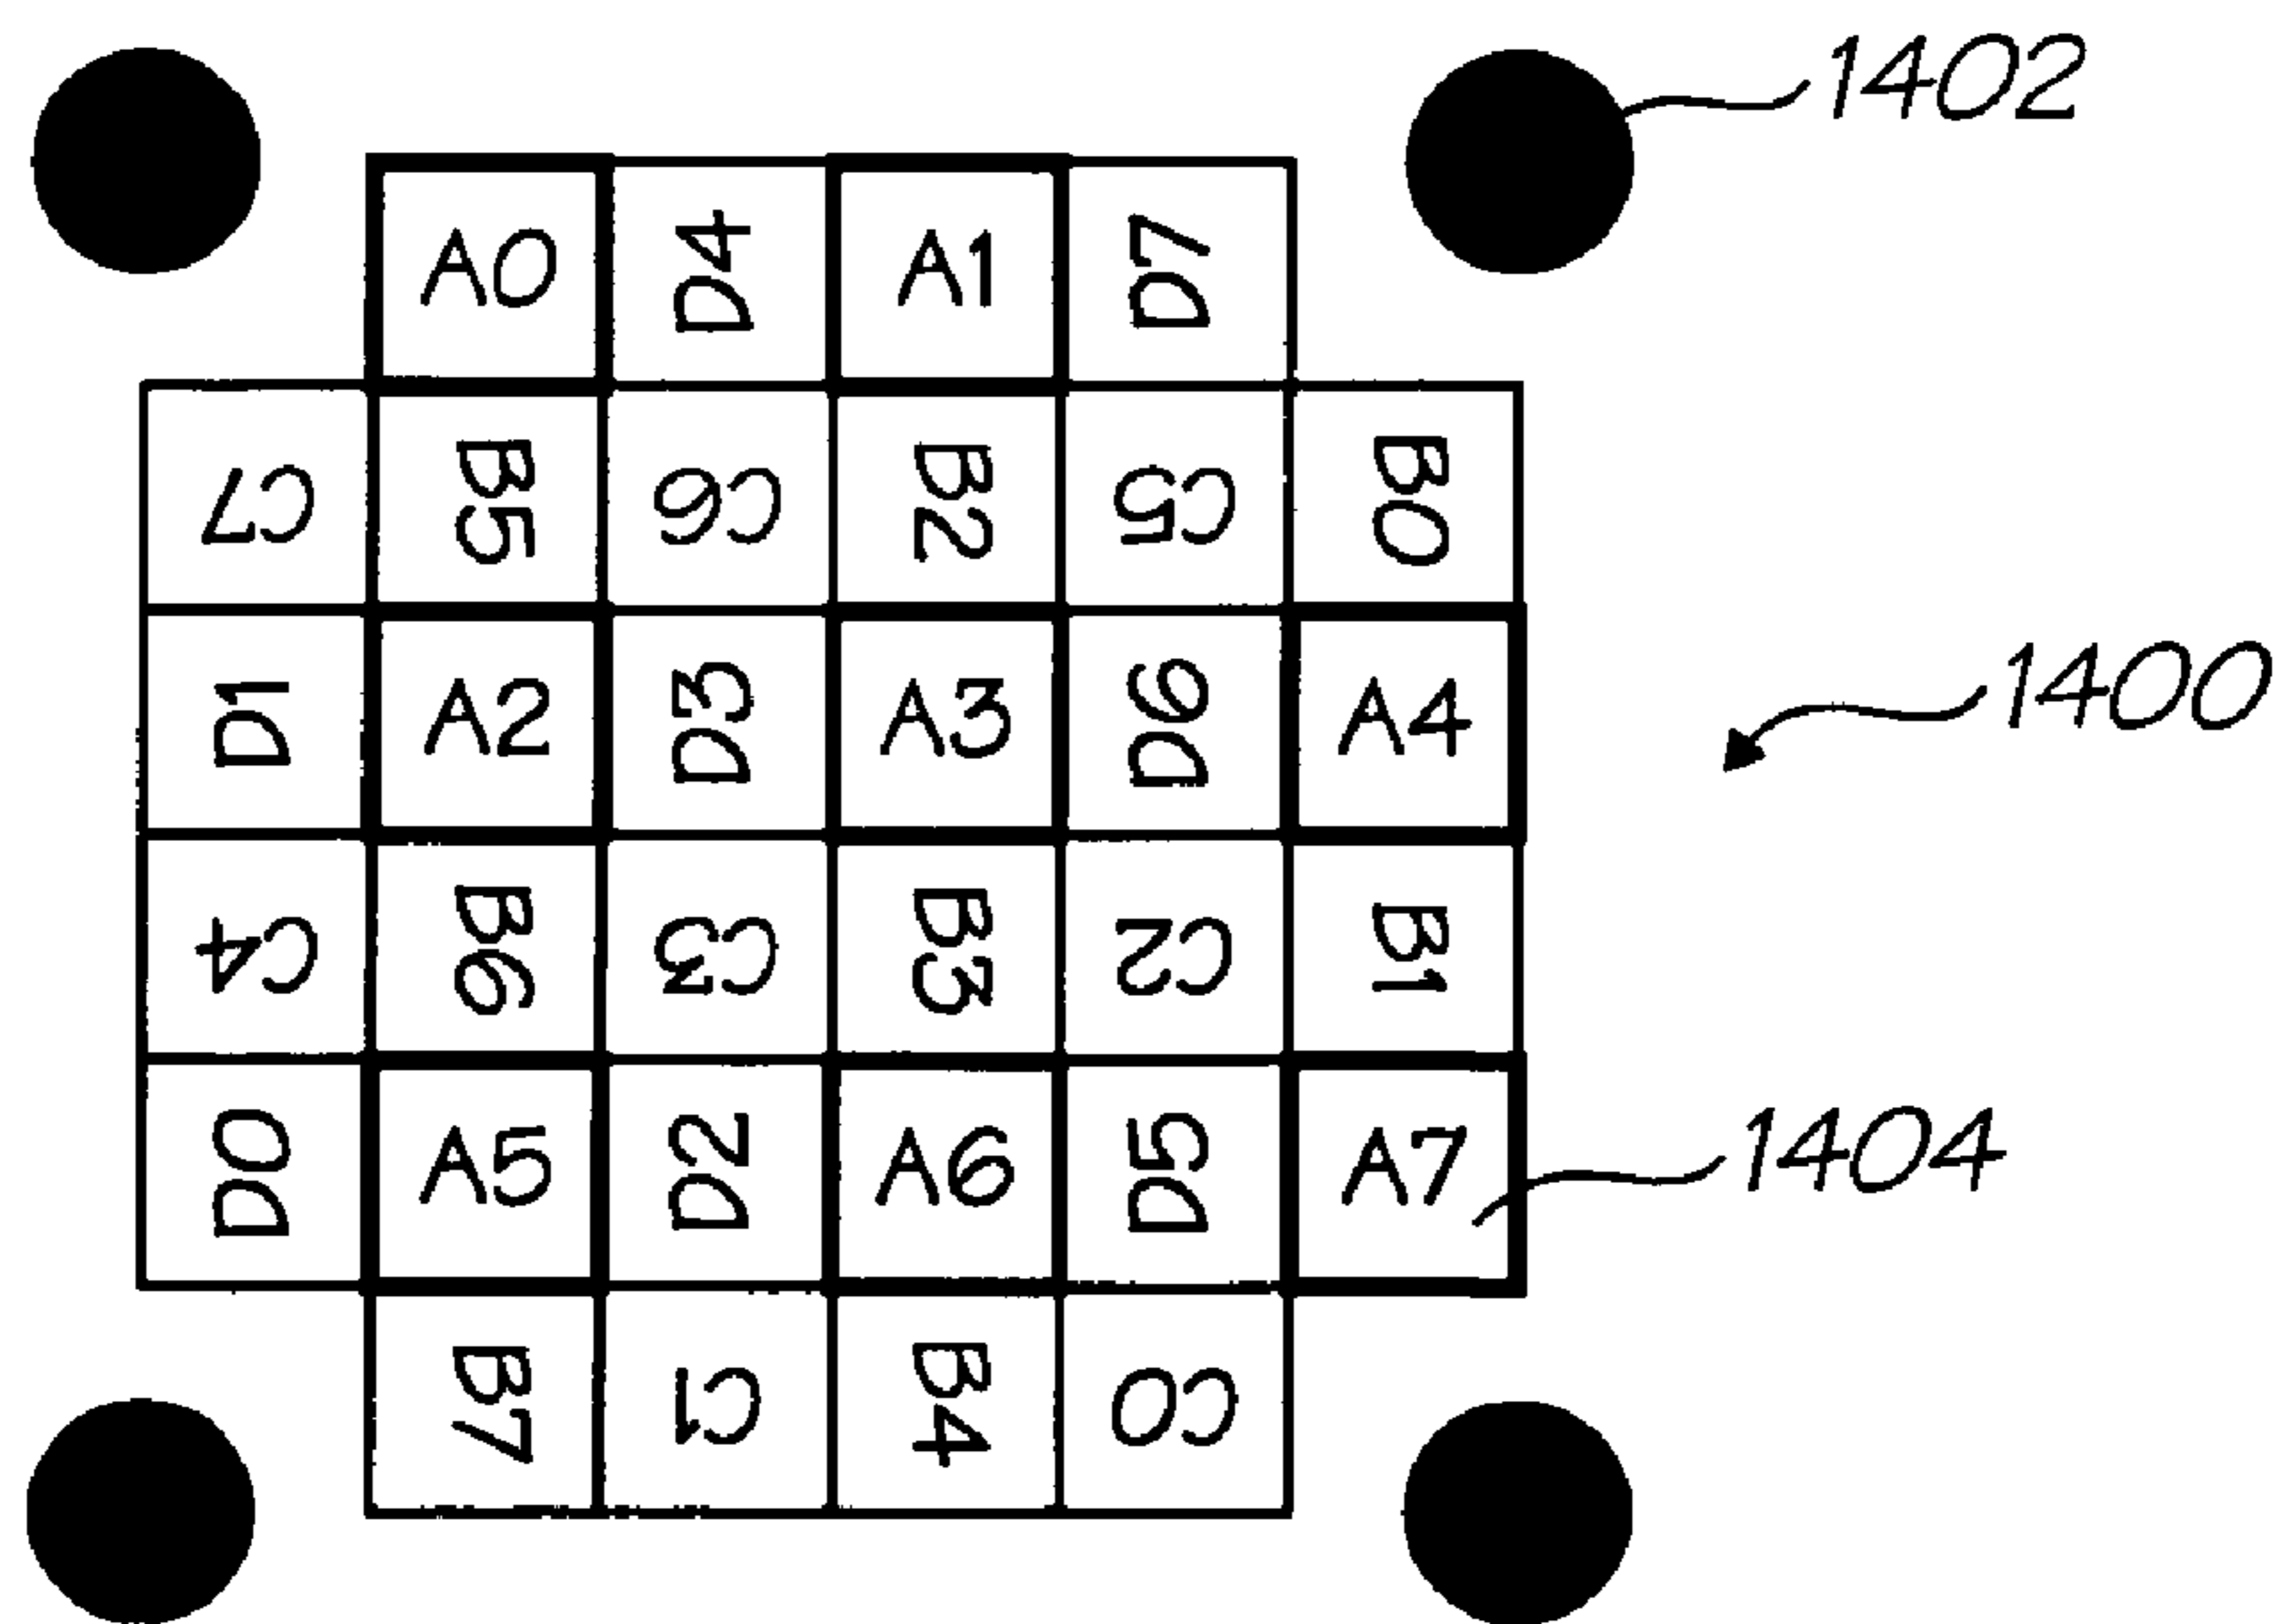 1402
A0 D4 A1 D7
C7 B5 C6 B2 C5 B0
D1 A2 D3 A3 D6 A4
1400
C4 B6 C3 B3 C2 B1
D0 A5 D2 A6 D5 A7
1404
B7 C1 B4 C0